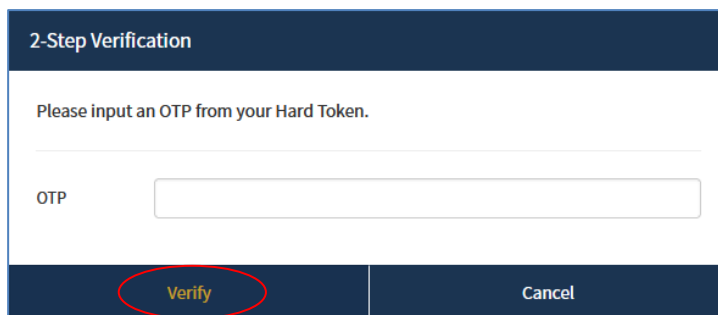 2-Step Verification
Please input an OTP from your Hard Token.
OTP
Verify
Cancel